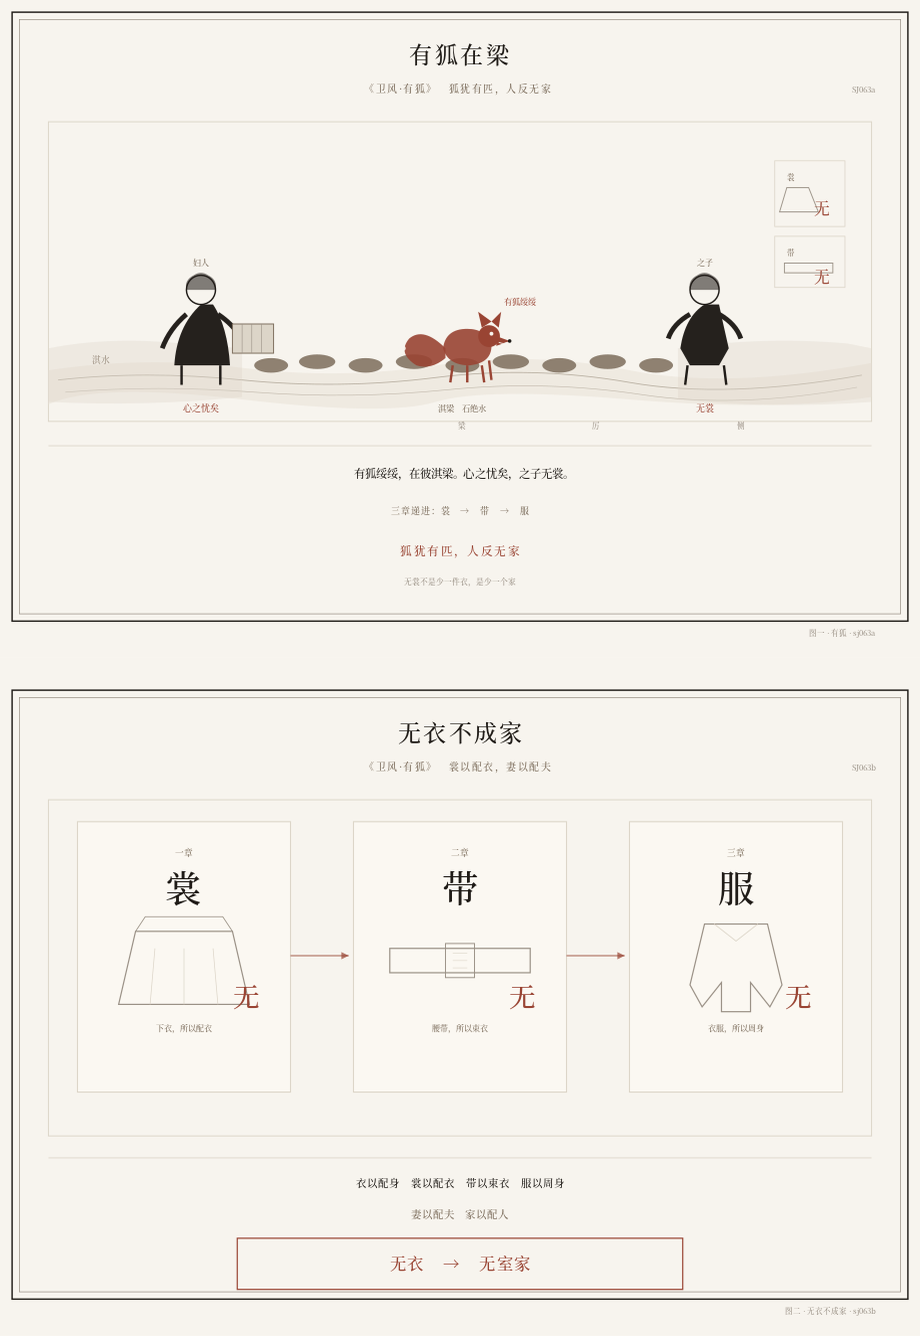 有狐在梁
《卫风·有狐》 狐犹有匹，人反无家
SJ063a
裳
无
带
无
妇人
之子
有狐绥绥
淇水
心之忧矣
淇梁 石绝水
无裳
梁 厉 侧
有狐绥绥，在彼淇梁。心之忧矣，之子无裳。
三章递进：裳 → 带 → 服
狐犹有匹，人反无家
无裳不是少一件衣，是少一个家
图一 · 有狐 · sj063a
无衣不成家
《卫风·有狐》 裳以配衣，妻以配夫
SJ063b
一章
裳
无
下衣，所以配衣
二章
带
无
腰带，所以束衣
三章
服
无
衣服，所以周身
衣以配身 裳以配衣 带以束衣 服以周身
妻以配夫 家以配人
无衣 → 无室家
图二 · 无衣不成家 · sj063b